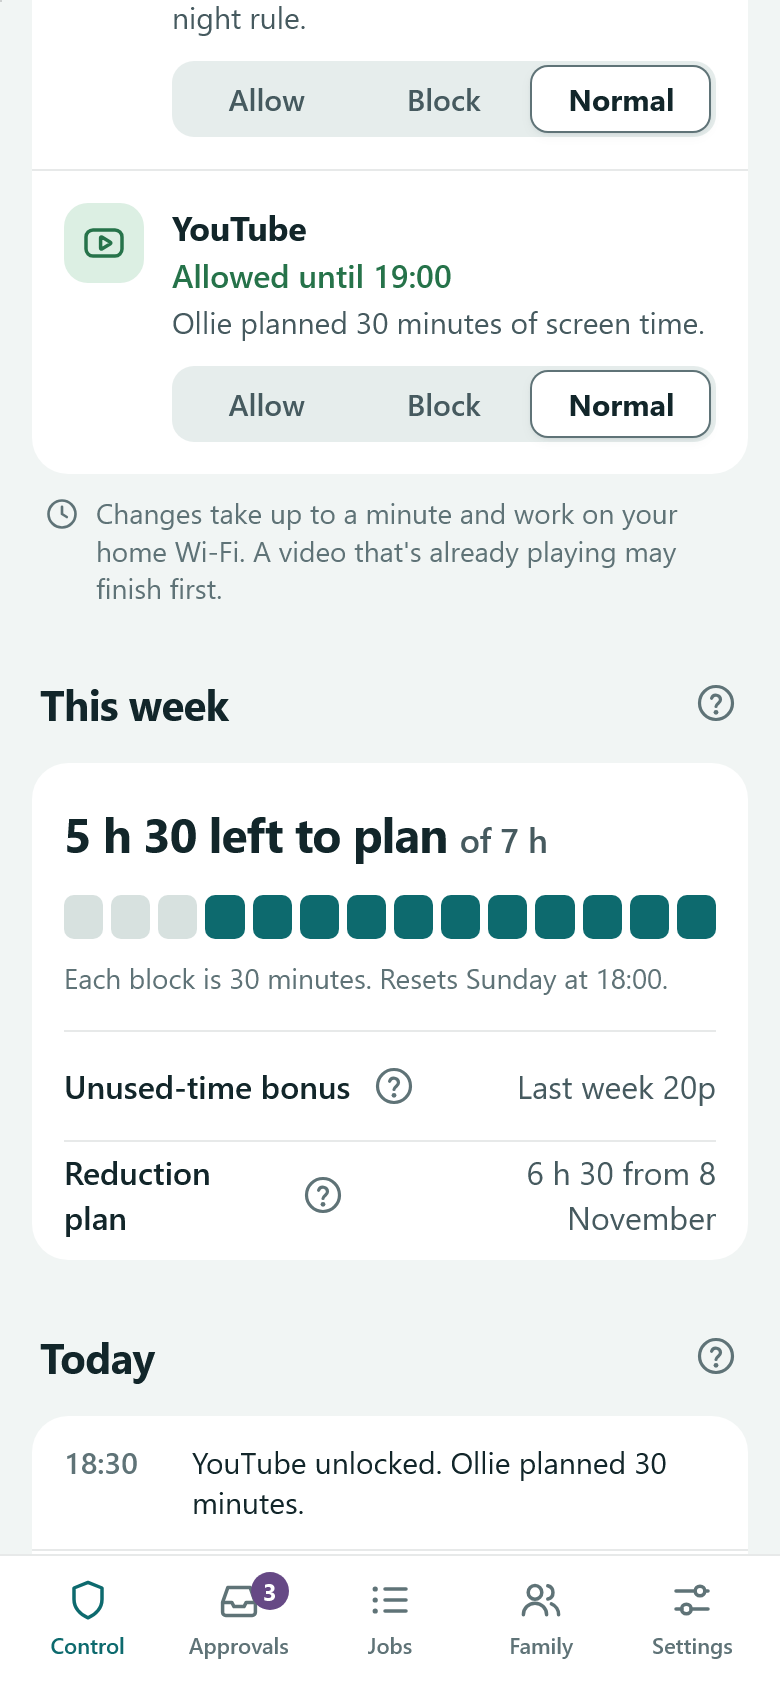 night rule.
Allow Block Normal
YouTube
Allowed until 19:00
Ollie planned 30 minutes of screen time.
Allow Block Normal
Changes take up to a minute and work on your
home Wi-Fi. A video that's already playing may
finish first.
This week ?
5 h 30 left to plan of 7 h
Each block is 30 minutes. Resets Sunday at 18:00.
Unused-time bonus ? Last week 20p
Reduction
plan
?
6 h 30 from 8
November
Today ?
18:30 YouTube unlocked. Ollie planned 30
minutes.
3
Control Approvals Jobs Family Settings